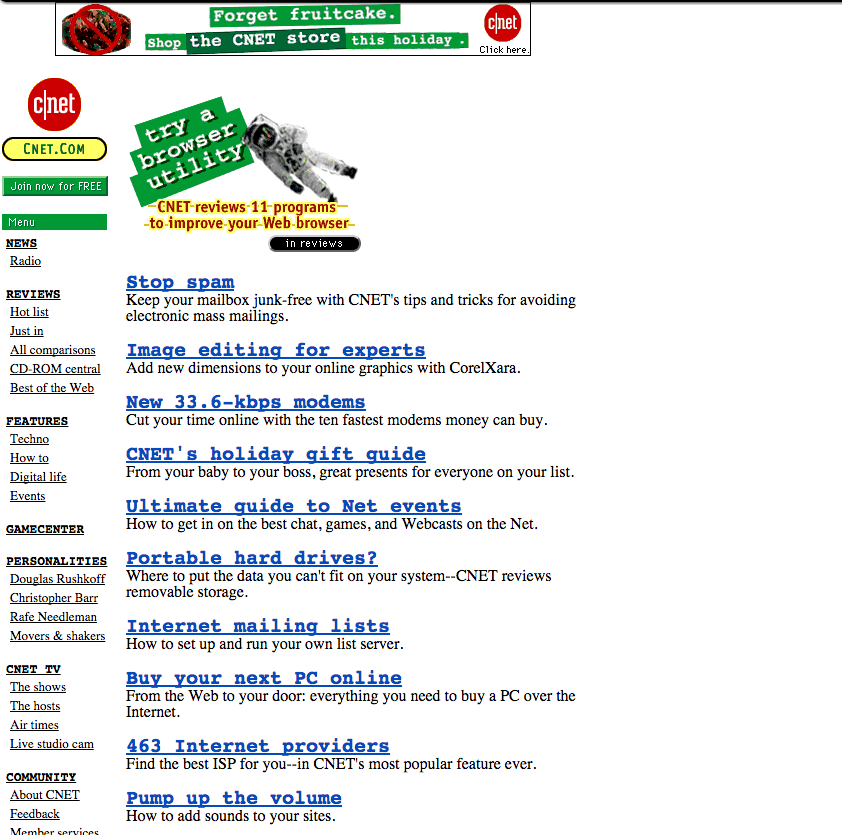 Forget fruitcake.
Shop the CNET store this holiday .
c|net
Click here.
c|net
CNET.COM
Join now for FREE
Menu
NEWS
Radio
REVIEWS
Hot list
Just in
All comparisons
CD-ROM central
Best of the Web
FEATURES
Techno
How to
Digital life
Events
GAMECENTER
PERSONALITIES
Douglas Rushkoff
Christopher Barr
Rafe Needleman
Movers & shakers
CNET TV
The shows
The hosts
Air times
Live studio cam
COMMUNITY
About CNET
Feedback
Member services
try a
browser
utility
CNET reviews 11 programs
to improve your Web browser
in reviews
Stop spam
Keep your mailbox junk-free with CNET's tips and tricks for avoiding
electronic mass mailings.
Image editing for experts
Add new dimensions to your online graphics with CorelXara.
New 33.6-kbps modems
Cut your time online with the ten fastest modems money can buy.
CNET's holiday gift guide
From your baby to your boss, great presents for everyone on your list.
Ultimate guide to Net events
How to get in on the best chat, games, and Webcasts on the Net.
Portable hard drives?
Where to put the data you can't fit on your system--CNET reviews
removable storage.
Internet mailing lists
How to set up and run your own list server.
Buy your next PC online
From the Web to your door: everything you need to buy a PC over the
Internet.
463 Internet providers
Find the best ISP for you--in CNET's most popular feature ever.
Pump up the volume
How to add sounds to your sites.